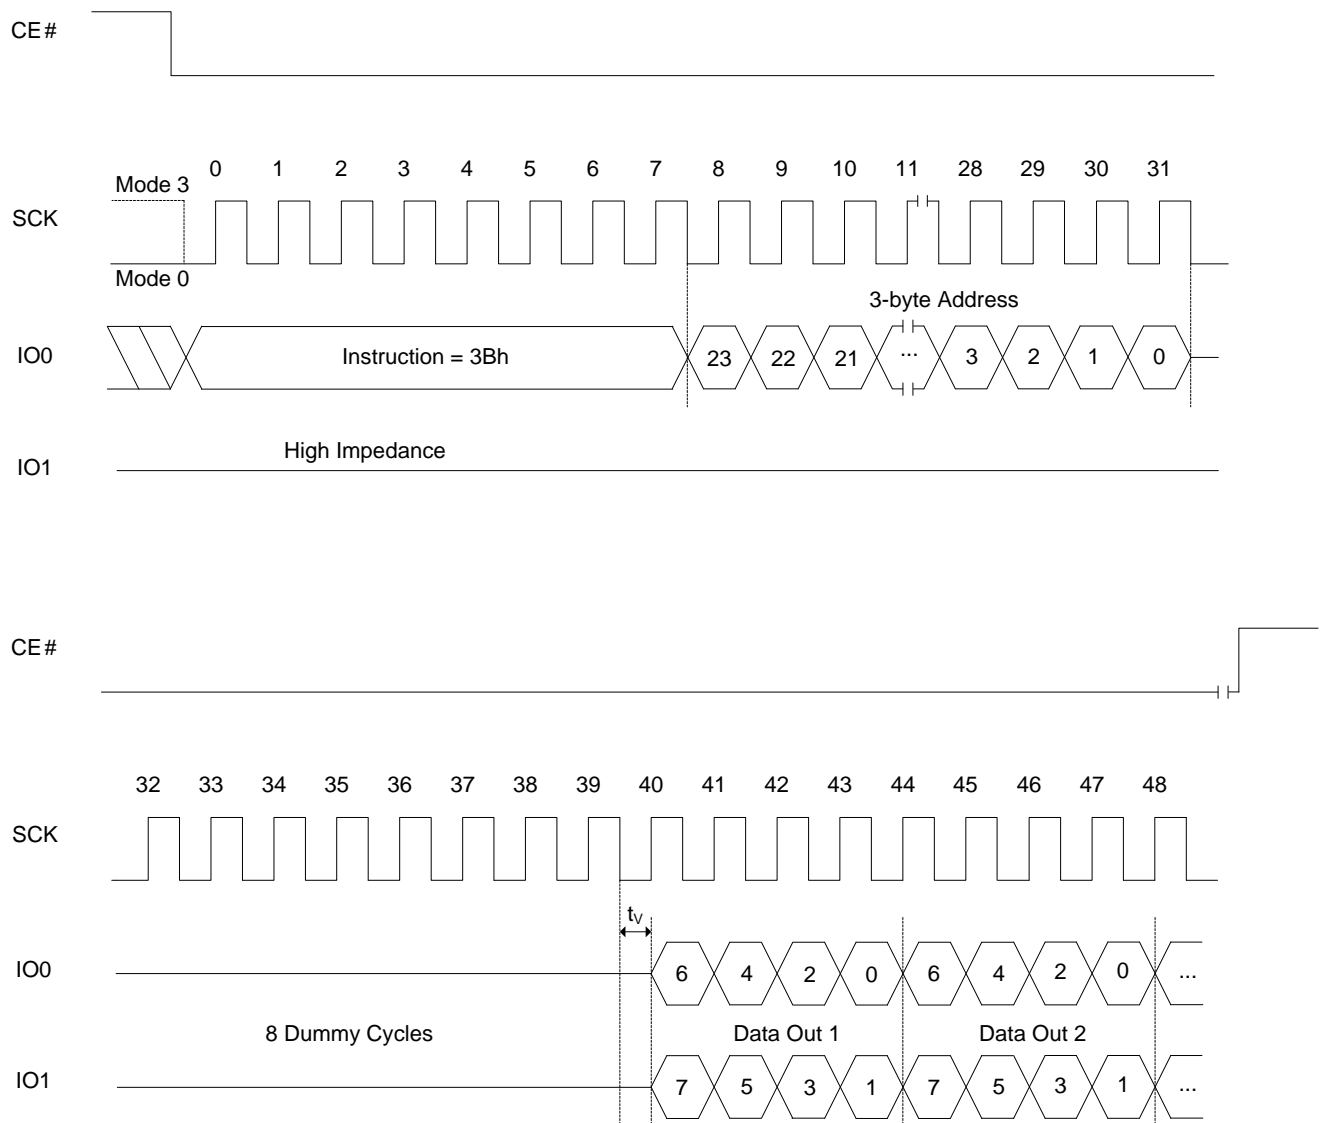 CE#
0 1 2 3 4 5 6 7 8 9 10 11 28 29 30 31
Mode 3
SCK
Mode 0
3-byte Address
IO0 Instruction = 3Bh 23 22 21 ... 3 2 1 0
High Impedance
IO1
CE#
32 33 34 35 36 37 38 39 40 41 42 43 44 45 46 47 48
SCK
tV
IO0 6 4 2 0 6 4 2 0 ...
8 Dummy Cycles Data Out 1 Data Out 2
IO1 7 5 3 1 7 5 3 1 ...